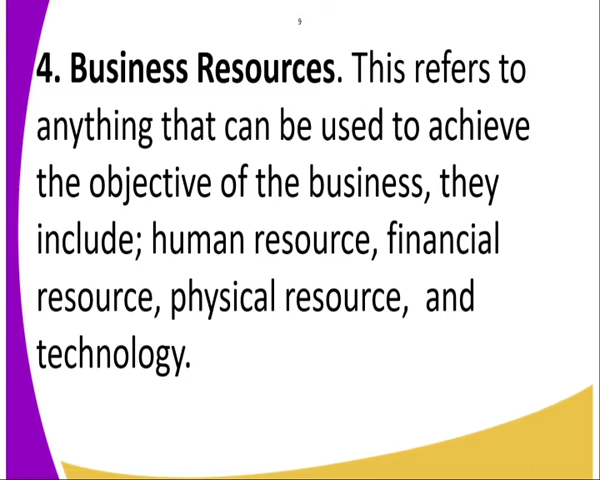 9
4. Business Resources. This refers to
anything that can be used to achieve
the objective of the business, they
include; human resource, financial
resource, physical resource,  and
technology.